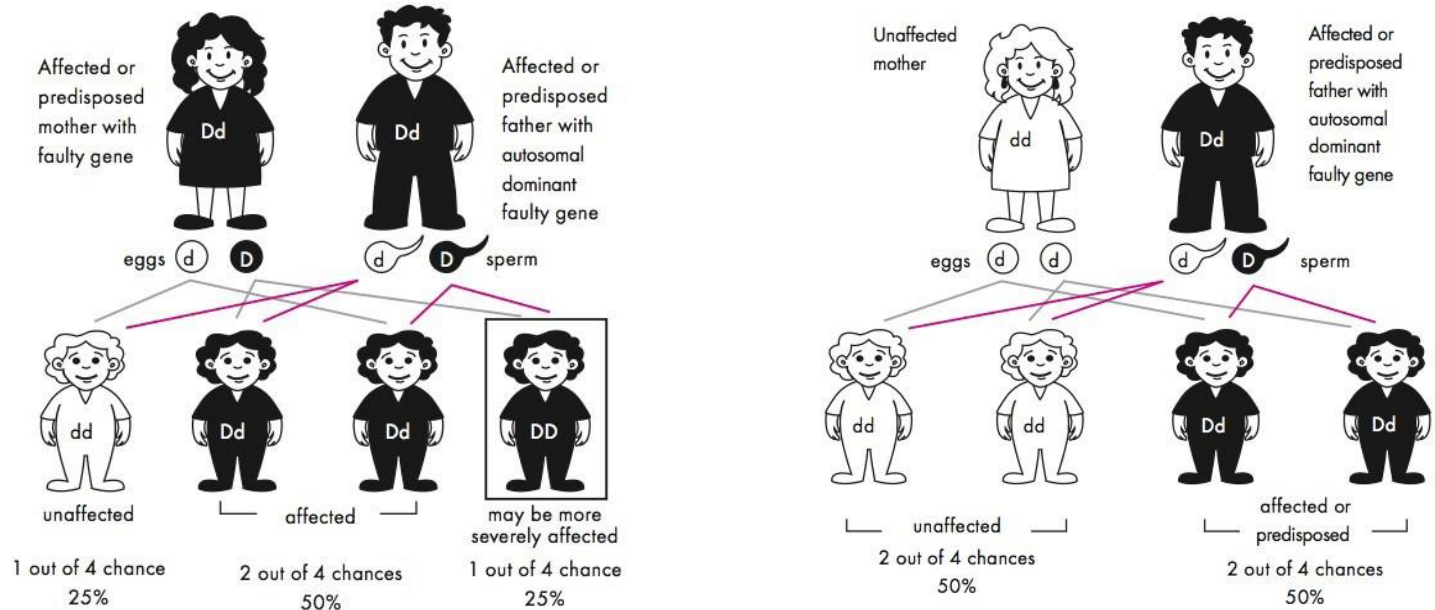 Affected or
predisposed
mother with
faulty gene
Dd
Dd
Affected or
predisposed
father with
autosomal
dominant
faulty gene
eggs d D d D sperm
dd Dd Dd DD
unaffected
affected
may be more
severely affected
1 out of 4 chance
25%
2 out of 4 chances
50%
1 out of 4 chance
25%
Unaffected
mother
dd
Dd
Affected or
predisposed
father with
autosomal
dominant
faulty gene
eggs d d d D sperm
dd dd Dd Dd
unaffected
2 out of 4 chances
50%
affected or
predisposed
2 out of 4 chances
50%